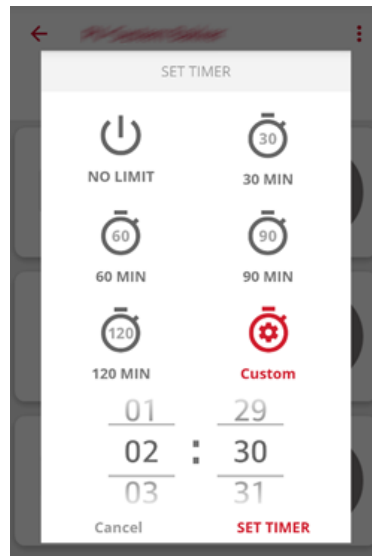 SET TIMER
NO LIMIT
30
30 MIN
60
60 MIN
90
90 MIN
120
120 MIN
Custom
01 29
02 : 30
03 31
Cancel SET TIMER